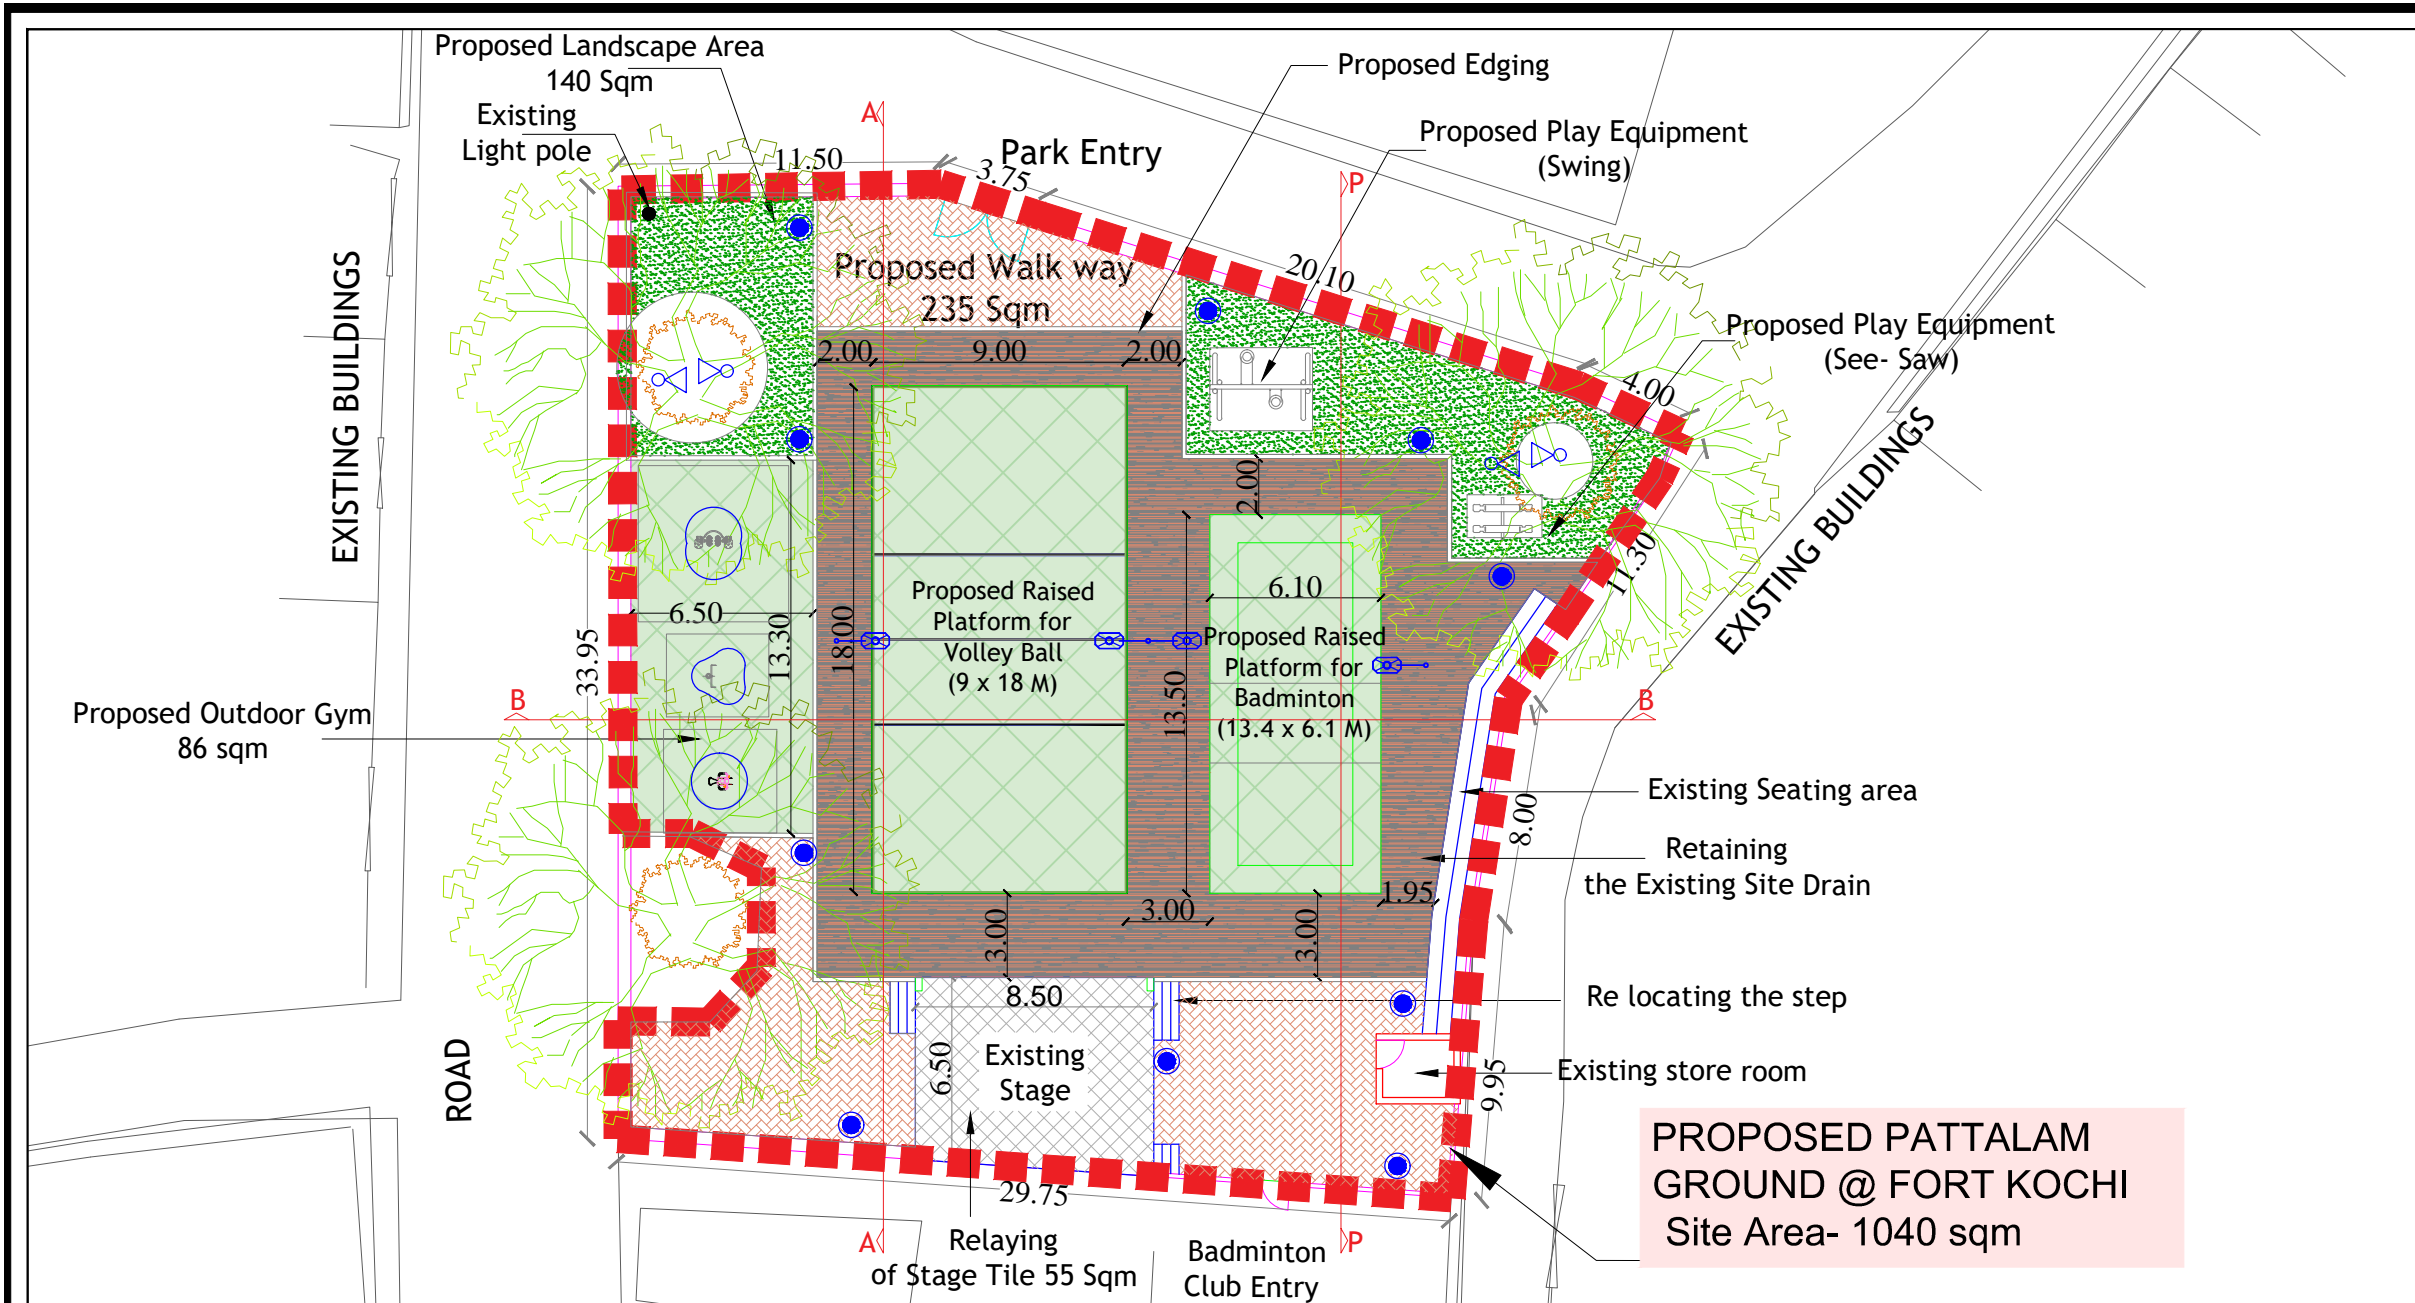 Proposed Landscape Area
140 Sqm
Existing
Light pole
A
11.50
Park Entry
3.75
Proposed Edging
Proposed Play Equipment
(Swing)
P
20.10
Proposed Walk way
235 Sqm
Proposed Play Equipment
(See- Saw)
4.00
EXISTING BUILDINGS
2.00
9.00
2.00
2.00
EXISTING BUILDINGS
11.30
6.50
13.30
33.95
18.00
Proposed Raised
Platform for
Volley Ball
(9 x 18 M)
6.10
Proposed Raised
Platform for
Badminton
(13.4 x 6.1 M)
13.50
B
B
Proposed Outdoor Gym
86 sqm
Existing Seating area
8.00
Retaining
the Existing Site Drain
1.95
3.00
3.00
3.00
8.50
Re locating the step
6.50
Existing
Stage
Existing store room
9.95
ROAD
PROPOSED PATTALAM
GROUND @ FORT KOCHI
Site Area- 1040 sqm
29.75
A
Relaying
of Stage Tile 55 Sqm
Badminton
Club Entry
P